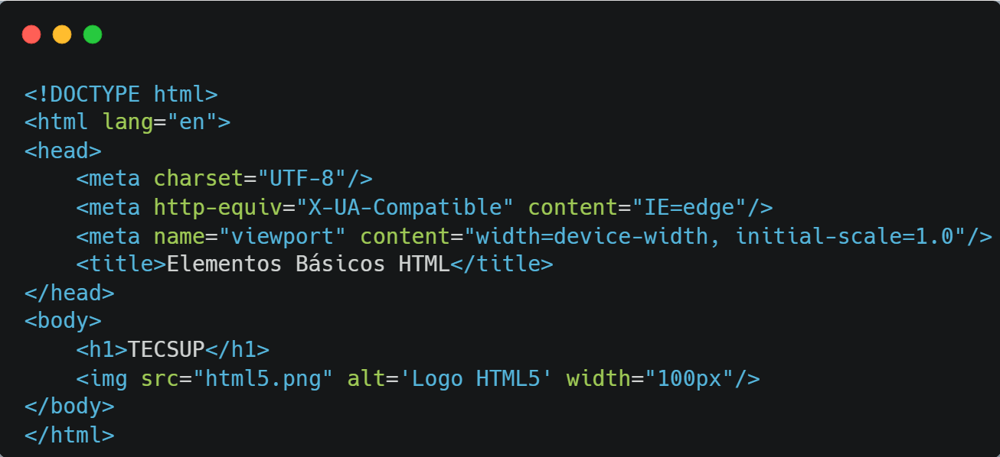 <!DOCTYPE html>
<html lang="en">
<head>
    <meta charset="UTF-8"/>
    <meta http-equiv="X-UA-Compatible" content="IE=edge"/>
    <meta name="viewport" content="width=device-width, initial-scale=1.0"/>
    <title>Elementos Básicos HTML</title>
</head>
<body>
    <h1>TECSUP</h1>
    <img src="html5.png" alt='Logo HTML5' width="100px"/>
</body>
</html>